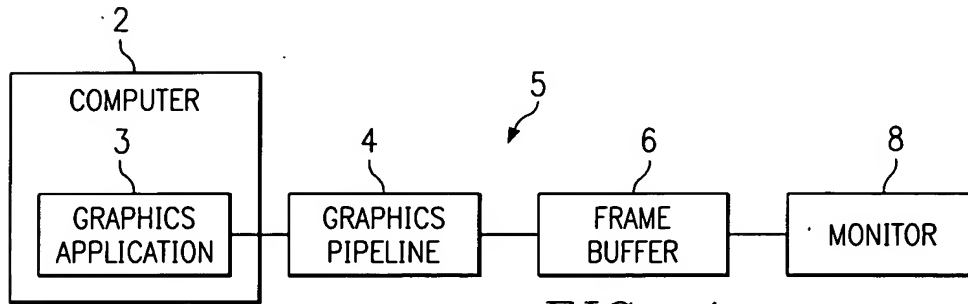 2
COMPUTER
5
3
4
6
8
GRAPHICS
APPLICATION
GRAPHICS
PIPELINE
FRAME
BUFFER
MONITOR